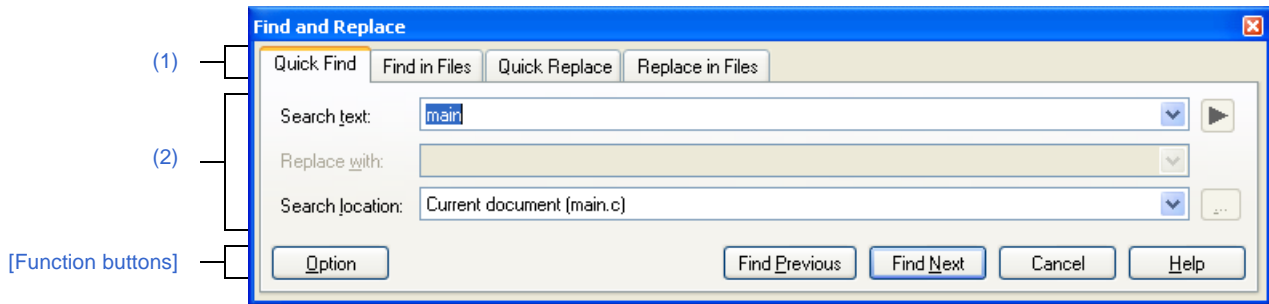 Find and Replace
(1)
Quick Find Find in Files Quick Replace Replace in Files
Search text: main
(2)
Replace with:
Search location: Current document (main.c) ...
[Function buttons]
Option Find Previous Find Next Cancel Help